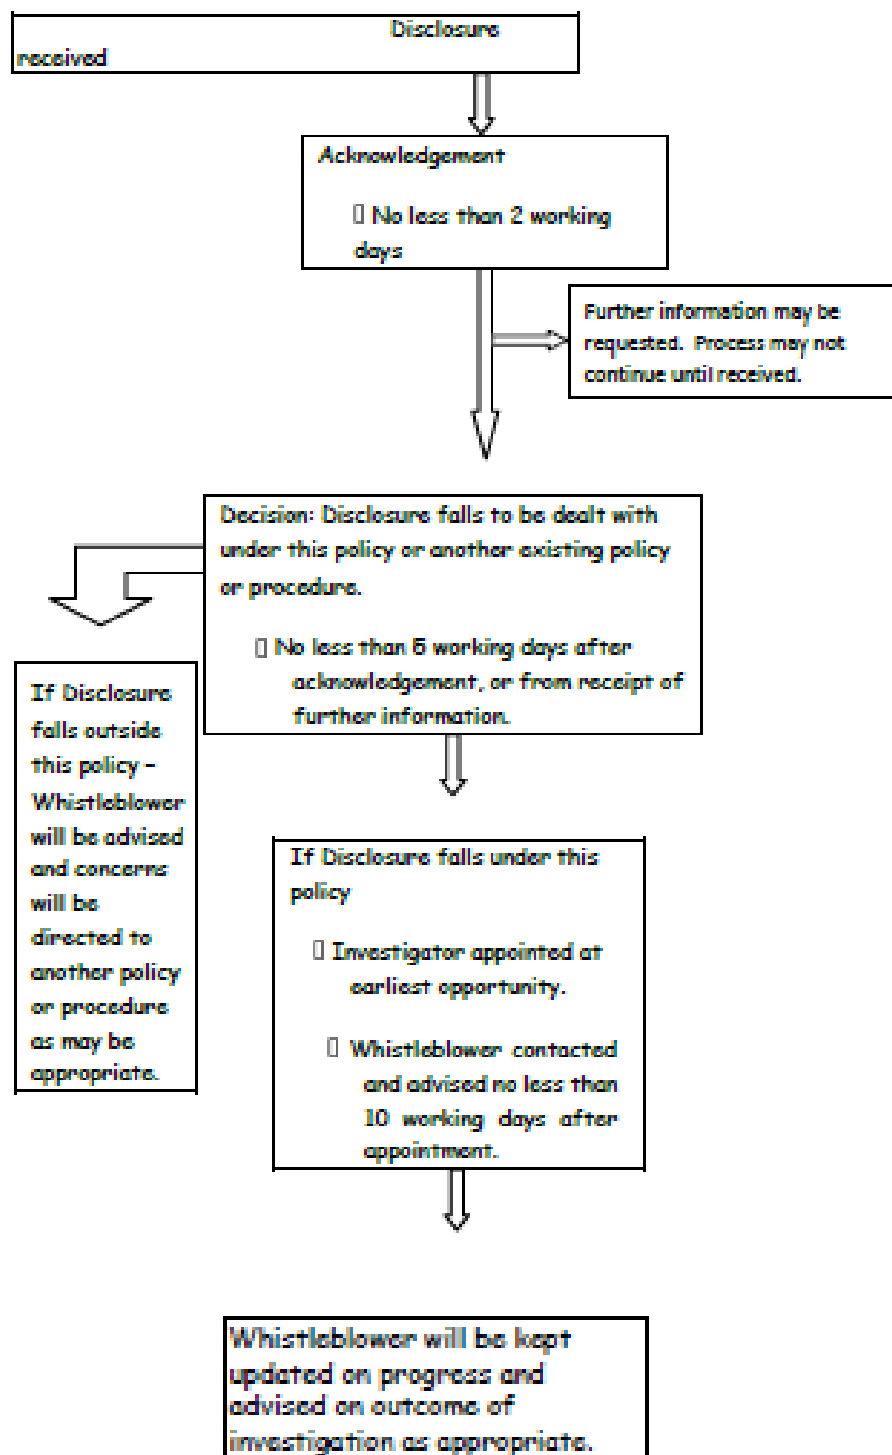 Disclosure
received
Acknowledgement
No less than 2 working
days
Further information may be
requested. Process may not
continue until received.
Decision: Disclosure falls to be dealt with
under this policy or another existing policy
or procedure.
No less than 5 working days after
acknowledgement, or from receipt of
further information.
If Disclosure
falls outside
this policy –
Whistleblower
will be advised
and concerns
will be
directed to
another policy
or procedure
as may be
appropriate.
If Disclosure falls under this
policy
Investigator appointed at
earliest opportunity.
Whistleblower contacted
and advised no less than
10 working days after
appointment.
Whistleblower will be kept
updated on progress and
advised on outcome of
investigation as appropriate.